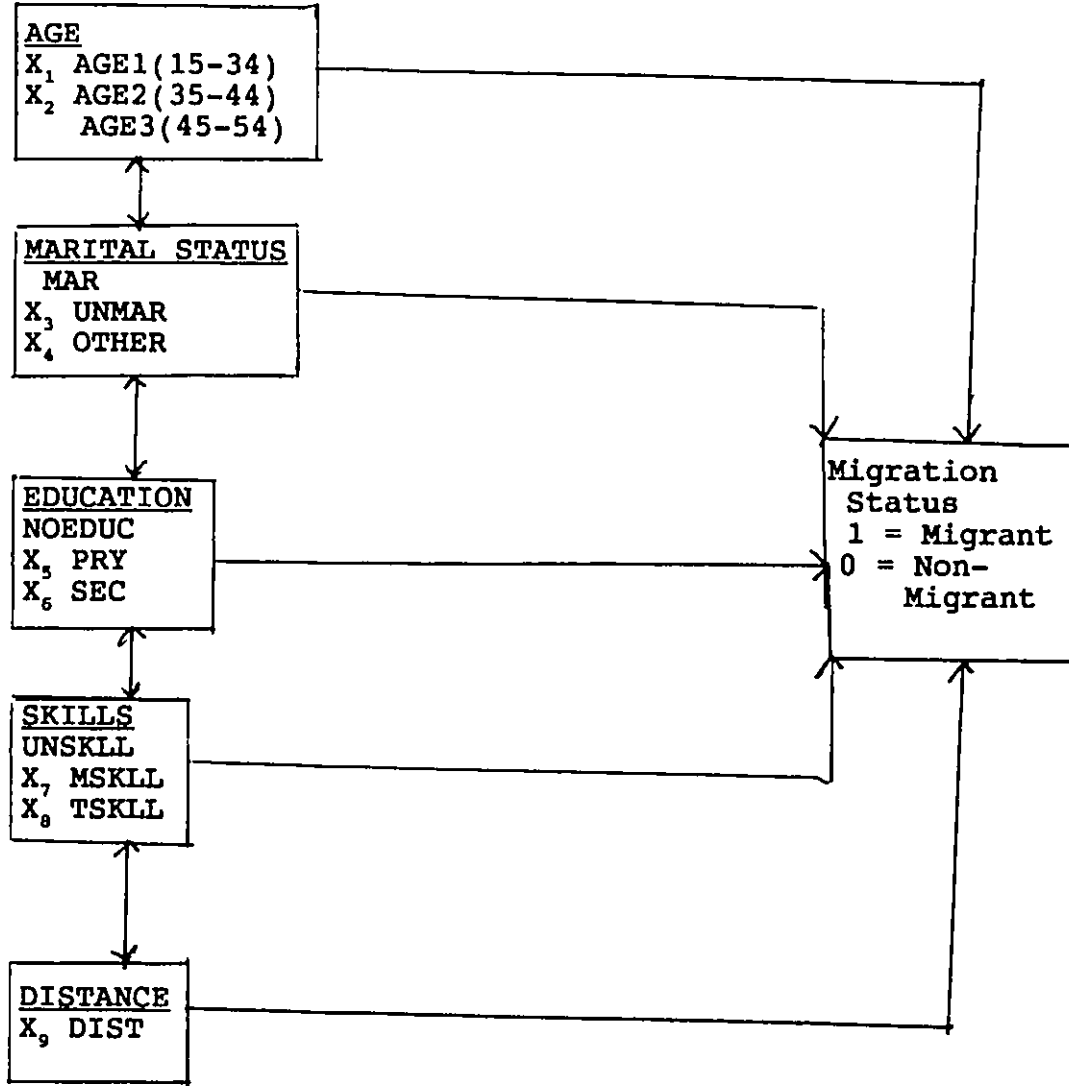 AGE
X₁ AGE1(15-34)
X₂ AGE2(35-44)
AGE3(45-54)
MARITAL STATUS
MAR
X₃ UNMAR
X₄ OTHER
EDUCATION
NOEDUC
X₅ PRY
X₆ SEC
SKILLS
UNSKLL
X₇ MSKLL
X₈ TSKLL
DISTANCE
X₉ DIST
Migration
Status
1 = Migrant
0 = Non-
Migrant